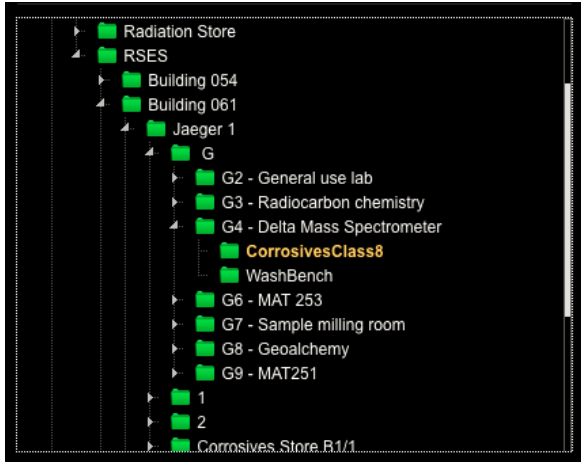 Radiation Store
RSES
Building 054
Building 061
Jaeger 1
G
G2 - General use lab
G3 - Radiocarbon chemistry
G4 - Delta Mass Spectrometer
CorrosivesClass8
WashBench
G6 - MAT 253
G7 - Sample milling room
G8 - Geoalchemy
G9 - MAT251
1
2
Corrosives Store B1/1